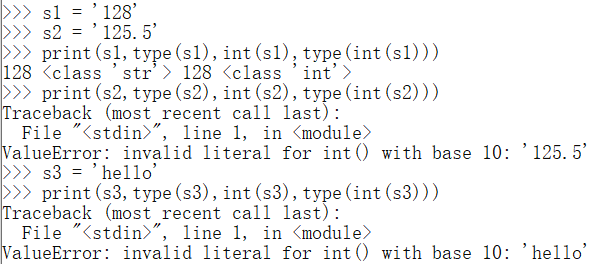 >>> s1 = '128'
>>> s2 = '125.5'
>>> print(s1,type(s1),int(s1),type(int(s1)))
128 <class 'str'> 128 <class 'int'>
>>> print(s2,type(s2),int(s2),type(int(s2)))
Traceback (most recent call last):
  File "<stdin>", line 1, in <module>
ValueError: invalid literal for int() with base 10: '125.5'
>>> s3 = 'hello'
>>> print(s3,type(s3),int(s3),type(int(s3)))
Traceback (most recent call last):
  File "<stdin>", line 1, in <module>
ValueError: invalid literal for int() with base 10: 'hello'